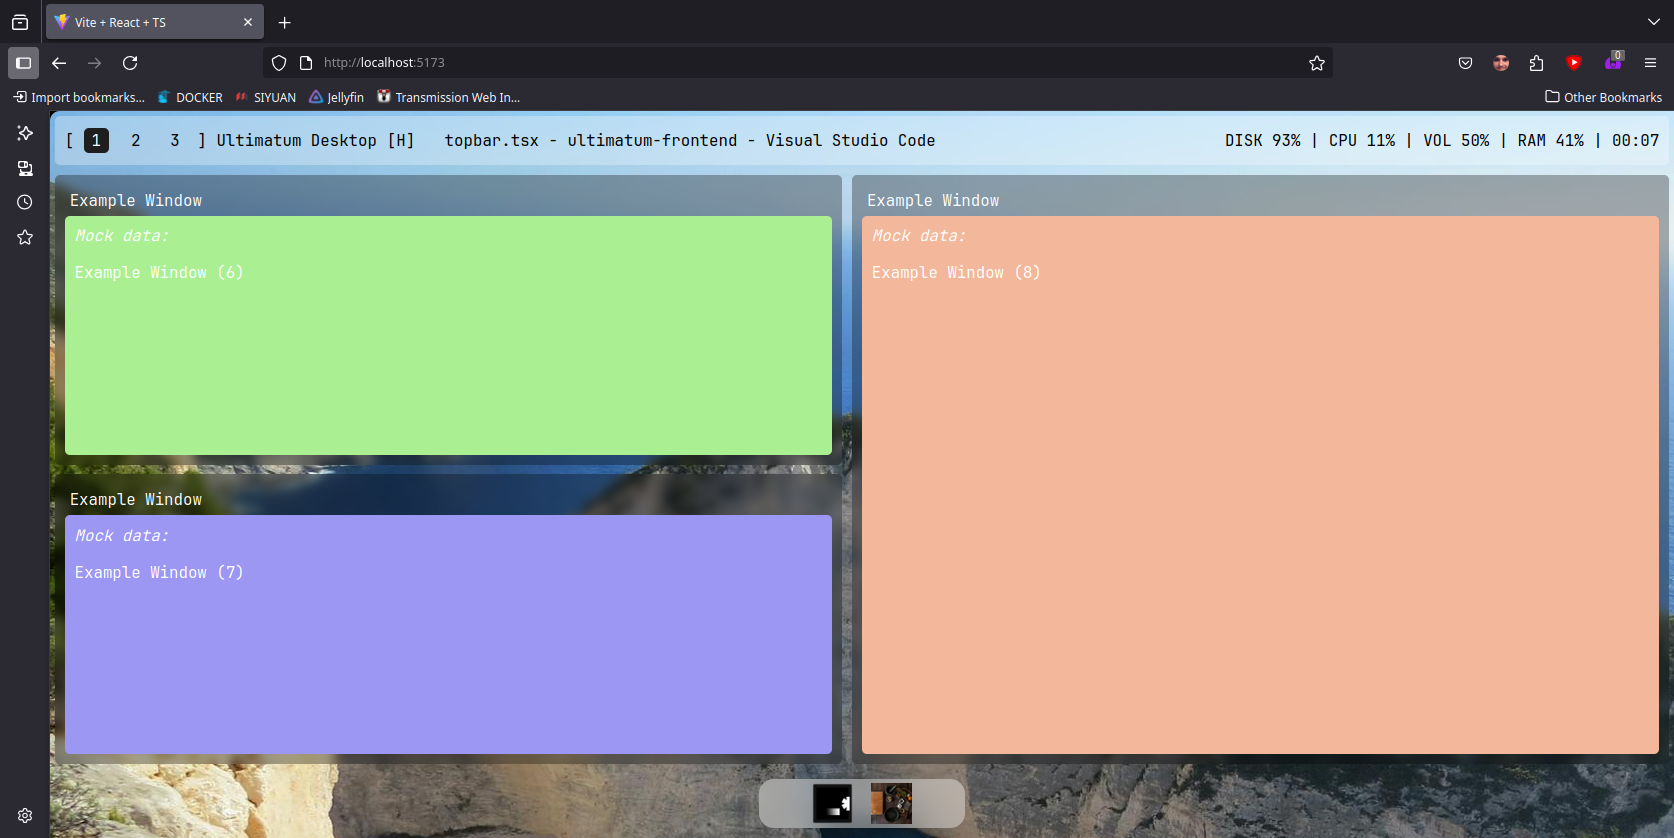 Vite + React + TS
http://localhost:5173
0
Import bookmarks...
DOCKER
SIYUAN
Jellyfin
Transmission Web In...
Other Bookmarks
[ 1 2 3 ] Ultimatum Desktop [H] topbar.tsx - ultimatum-frontend - Visual Studio Code
DISK 93% | CPU 11% | VOL 50% | RAM 41% | 00:07
Example Window
Mock data:
Example Window (6)
Example Window
Mock data:
Example Window (7)
Example Window
Mock data:
Example Window (8)